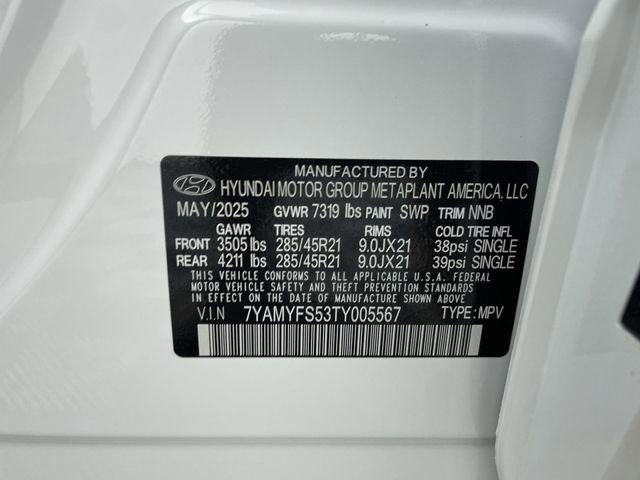 MANUFACTURED BY
HYUNDAI MOTOR GROUP METAPLANT AMERICA, LLC
MAY/2025 GVWR 7319 lbs PAINT SWP TRIM NNB
GAWR TIRES RIMS COLD TIRE INFL
FRONT 3505 lbs 285/45R21 9.0JX21 38psi SINGLE
REAR 4211 lbs 285/45R21 9.0JX21 39psi SINGLE
THIS VEHICLE CONFORMS TO ALL APPLICABLE U.S.A. FEDERAL
MOTOR VEHICLE SAFETY AND THEFT PREVENTION STANDARDS
IN EFFECT ON THE DATE OF MANUFACTURE SHOWN ABOVE.
V.I.N 7YAMYFS53TY005567 TYPE: MPV